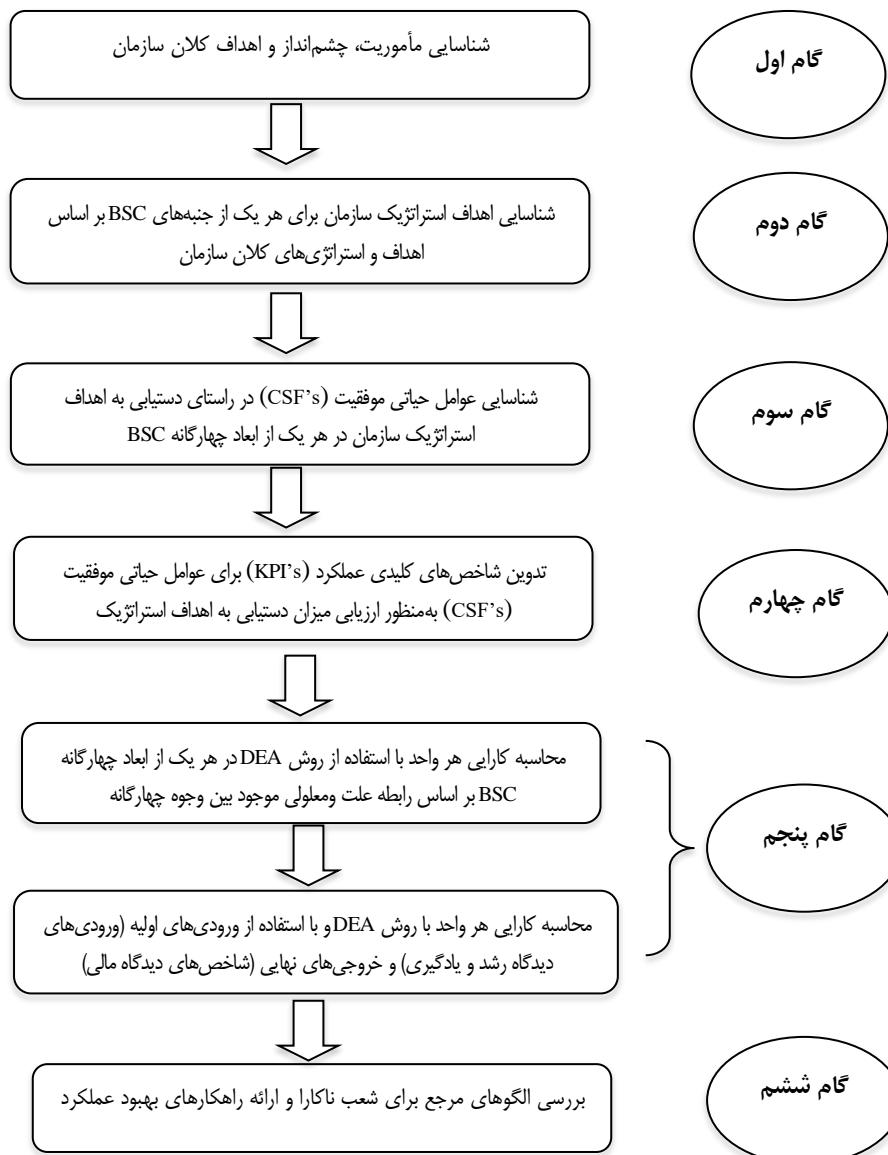 گام اول
شناسایی مأموریت، چشم‌انداز و اهداف کلان سازمان
گام دوم
شناسایی اهداف استراتژیک سازمان برای هر یک از جنبه‌های BSC بر اساس
اهداف و استراتژی‌های کلان سازمان
گام سوم
شناسایی عوامل حیاتی موفقیت (CSF's) در راستای دستیابی به اهداف
استراتژیک سازمان در هر یک از ابعاد چهارگانه BSC
گام چهارم
تدوین شاخص‌های کلیدی عملکرد (KPI's) برای عوامل حیاتی موفقیت
(CSF's) به‌منظور ارزیابی میزان دستیابی به اهداف استراتژیک
گام پنجم
محاسبه کارایی هر واحد با استفاده از روش DEA در هر یک از ابعاد چهارگانه
BSC بر اساس رابطه علت ومعلولی موجود بین وجوه چهارگانه
محاسبه کارایی هر واحد با روش DEA و با استفاده از ورودی‌های اولیه (ورودی‌های
دیدگاه رشد و یادگیری) و خروجی‌های نهایی (شاخص‌های دیدگاه مالی)
گام ششم
بررسی الگوهای مرجع برای شعب ناکارا و ارائه راهکارهای بهبود عملکرد